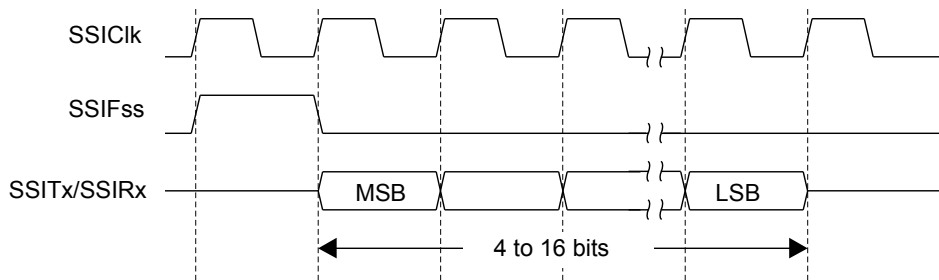 SSIClk
SSIFss
SSITx/SSIRx
MSB
LSB
4 to 16 bits